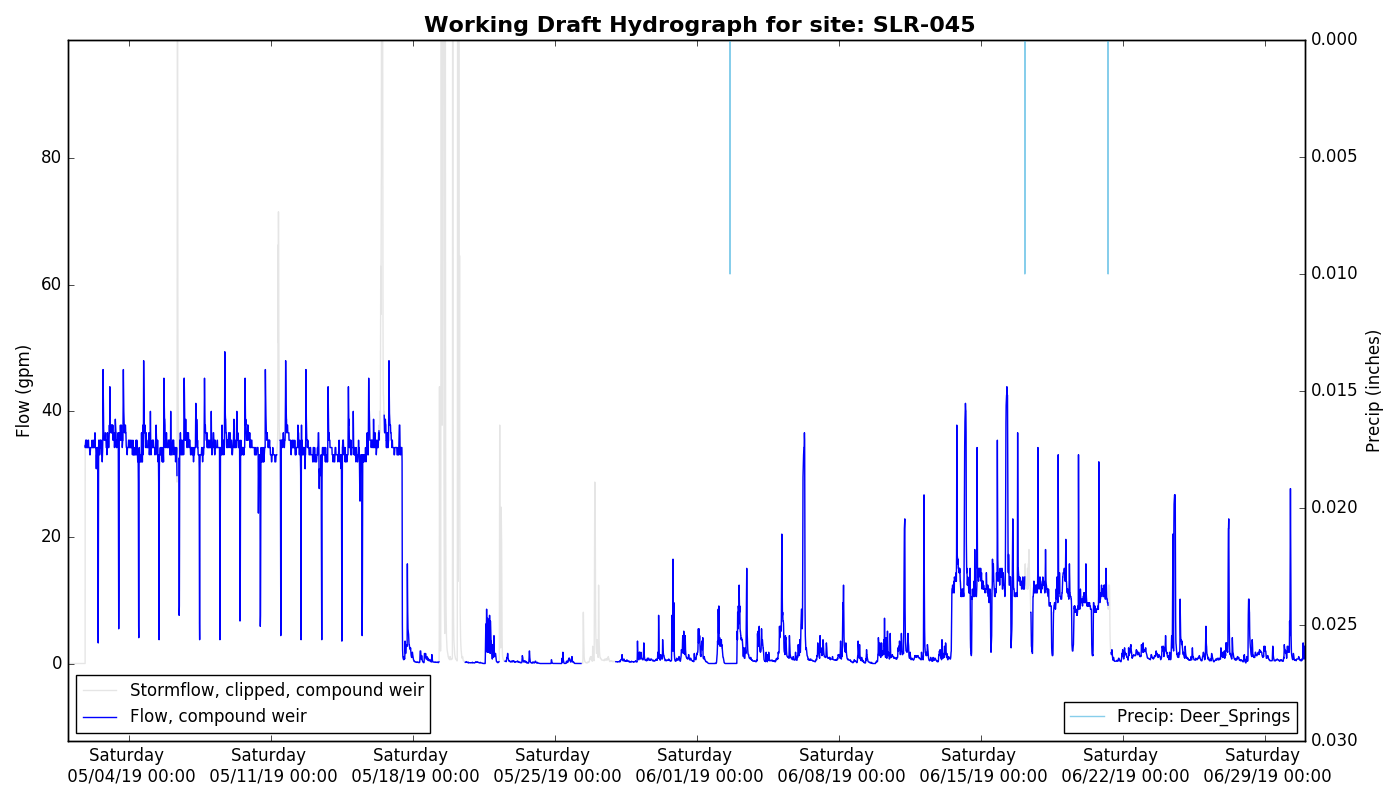 Working Draft Hydrograph for site: SLR-045
Flow (gpm)
80
60
40
20
0
0.000
0.005
0.010
0.015
0.020
0.025
0.030
Precip (inches)
Stormflow, clipped, compound weir
Flow, compound weir
Precip: Deer_Springs
Saturday Saturday Saturday Saturday Saturday Saturday Saturday Saturday Saturday
05/04/19 00:00 05/11/19 00:00 05/18/19 00:00 05/25/19 00:00 06/01/19 00:00 06/08/19 00:00 06/15/19 00:00 06/22/19 00:00 06/29/19 00:00